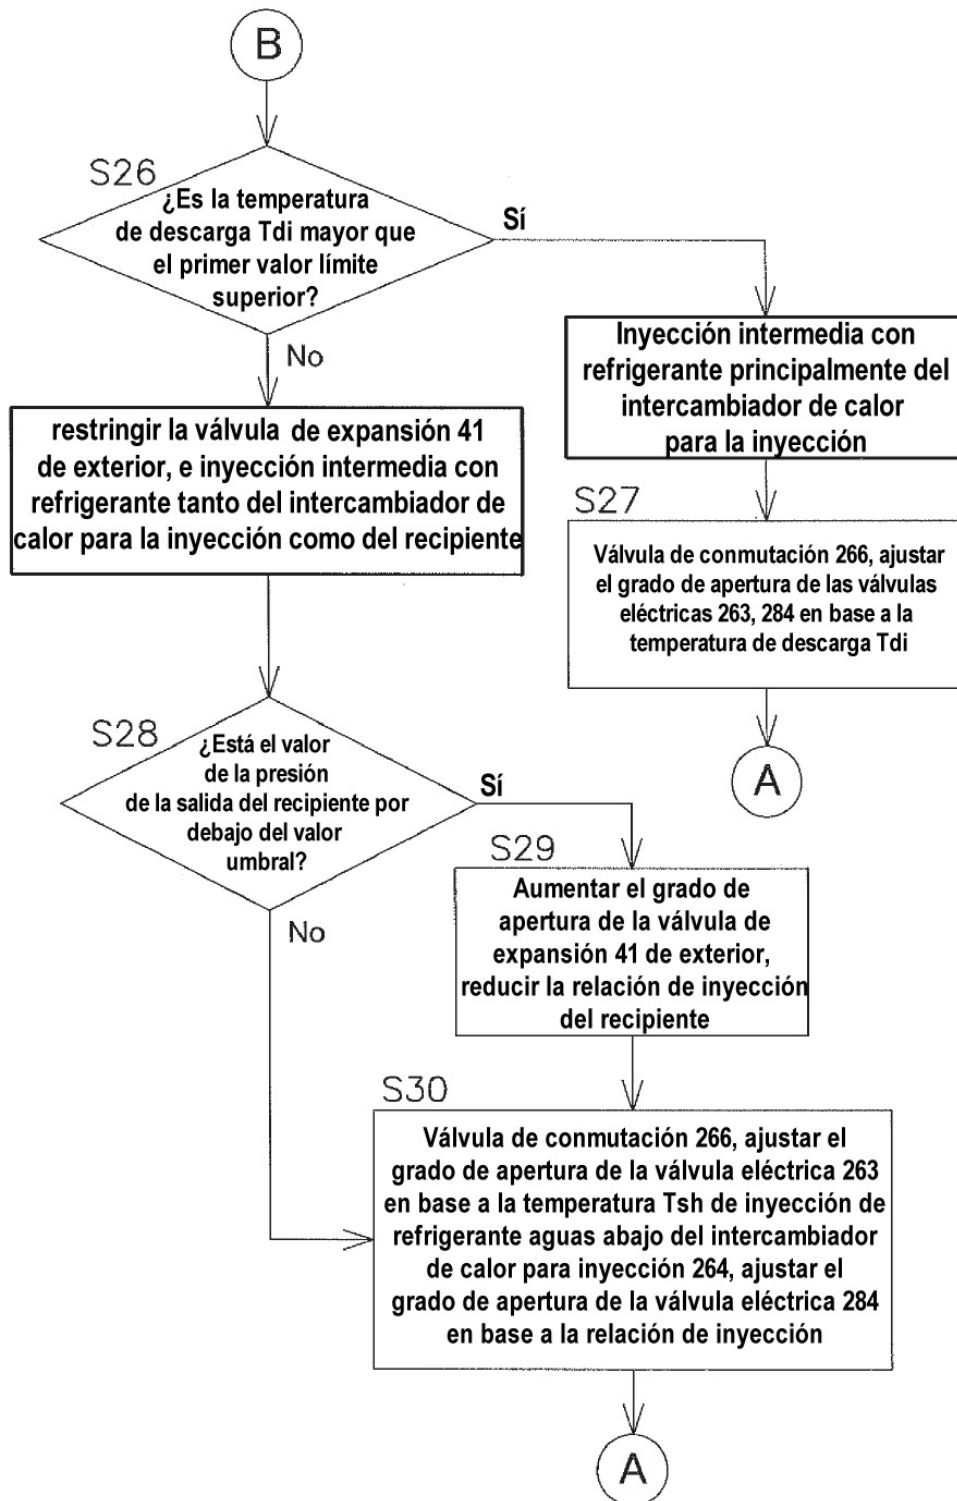 B
S26
¿Es la temperatura
de descarga Tdi mayor que
el primer valor límite
superior?
Sí
No
Inyección intermedia con
refrigerante principalmente del
intercambiador de calor
para la inyección
restringir la válvula de expansión 41
de exterior, e inyección intermedia con
refrigerante tanto del intercambiador de
calor para la inyección como del recipiente
S27
Válvula de conmutación 266, ajustar
el grado de apertura de las válvulas
eléctricas 263, 284 en base a la
temperatura de descarga Tdi
A
S28
¿Está el valor
de la presión
de la salida del recipiente por
debajo del valor
umbral?
Sí
No
S29
Aumentar el grado de
apertura de la válvula de
expansión 41 de exterior,
reducir la relación de inyección
del recipiente
S30
Válvula de conmutación 266, ajustar el
grado de apertura de la válvula eléctrica 263
en base a la temperatura Tsh de inyección de
refrigerante aguas abajo del intercambiador
de calor para inyección 264, ajustar el
grado de apertura de la válvula eléctrica 284
en base a la relación de inyección
A